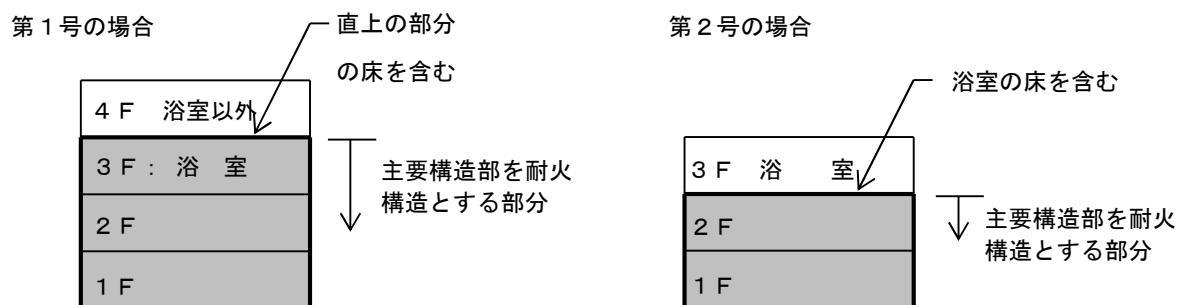 第１号の場合
直上の部分
の床を含む
４Ｆ　浴室以外
３Ｆ：浴　室
２Ｆ
１Ｆ
主要構造部を耐火
構造とする部分
第２号の場合
浴室の床を含む
３Ｆ　浴　　室
２Ｆ
１Ｆ
主要構造部を耐火
構造とする部分